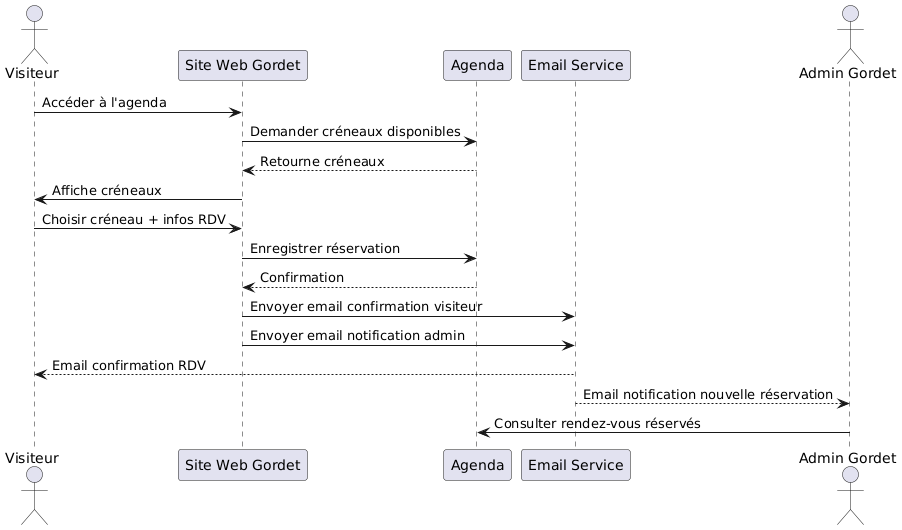 Visiteur
Site Web Gordet
Agenda
Email Service
Admin Gordet
Accéder à l'agenda
Demander créneaux disponibles
Retourne créneaux
Affiche créneaux
Choisir créneau + infos RDV
Enregistrer réservation
Confirmation
Envoyer email confirmation visiteur
Envoyer email notification admin
Email confirmation RDV
Email notification nouvelle réservation
Consulter rendez-vous réservés
Visiteur
Site Web Gordet
Agenda
Email Service
Admin Gordet